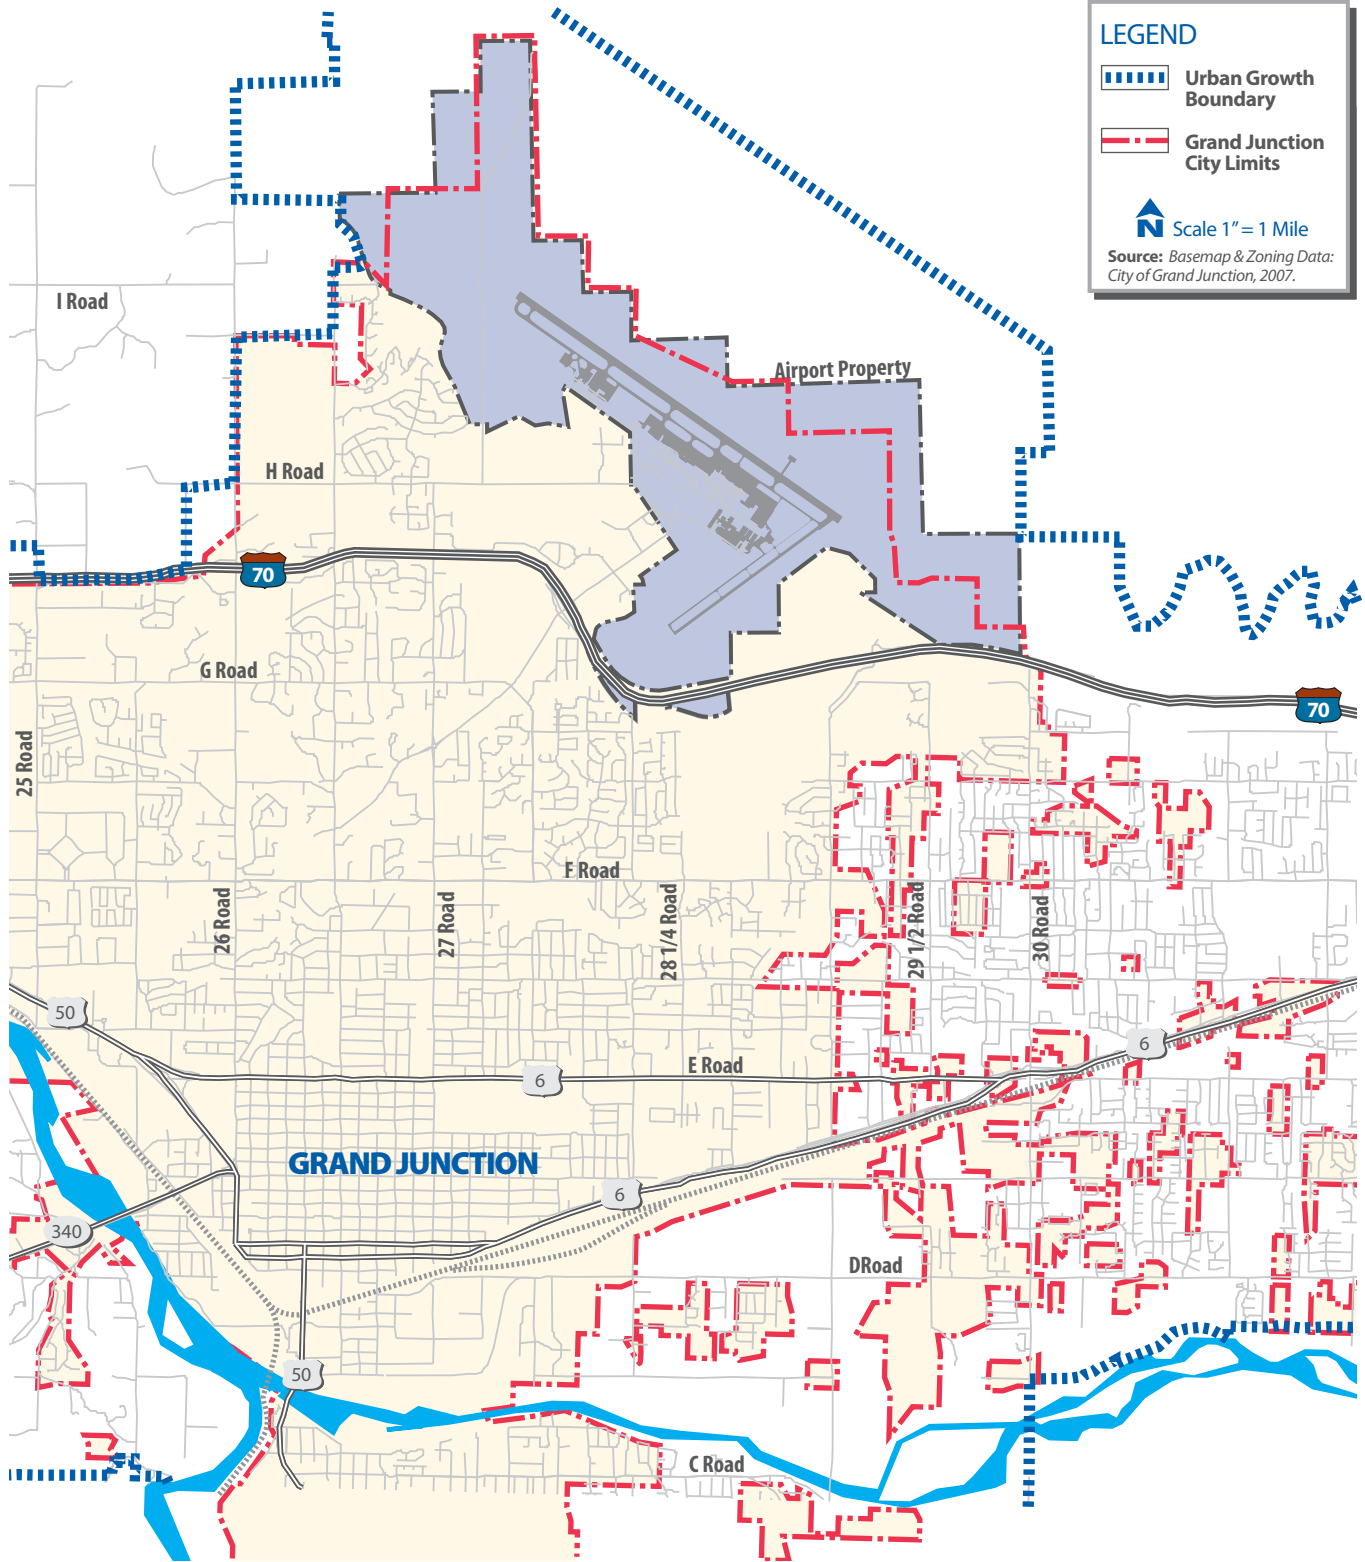 LEGEND
Urban Growth
Boundary
Grand Junction
City Limits
N Scale 1" = 1 Mile
Source: Basemap & Zoning Data:
City of Grand Junction, 2007.
I Road
Airport Property
H Road
70
G Road
70
25 Road
F Road
26 Road
27 Road
28 1/4 Road
29 1/2 Road
30 Road
50
6
E Road
6
GRAND JUNCTION
6
340
DRoad
50
C Road